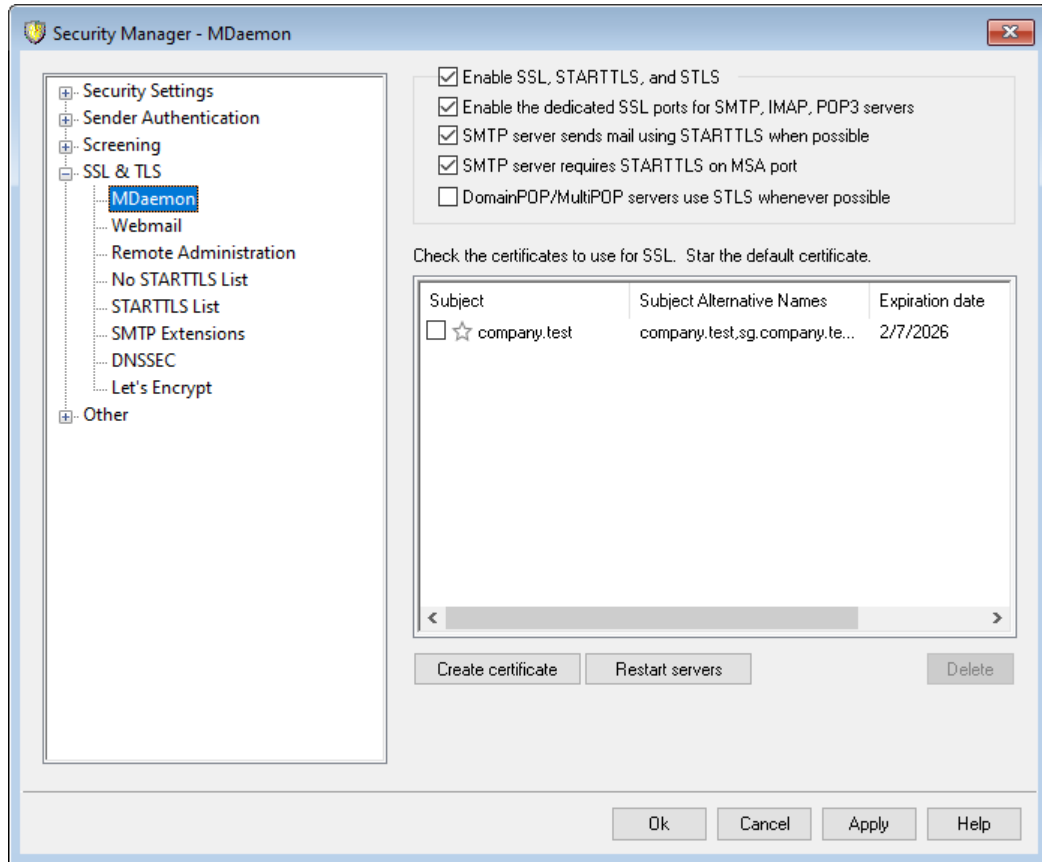 Security Manager - MDaemon
Security Settings
Sender Authentication
Screening
SSL & TLS
MDaemon
Webmail
Remote Administration
No STARTTLS List
STARTTLS List
SMTP Extensions
DNSSEC
Let's Encrypt
Other
Enable SSL, STARTTLS, and STLS
Enable the dedicated SSL ports for SMTP, IMAP, POP3 servers
SMTP server sends mail using STARTTLS when possible
SMTP server requires STARTTLS on MSA port
DomainPOP/MultiPOP servers use STLS whenever possible
Check the certificates to use for SSL. Star the default certificate.
Subject Subject Alternative Names Expiration date
company.test company.test,sg.company.te... 2/7/2026
Create certificate Restart servers Delete
Ok Cancel Apply Help